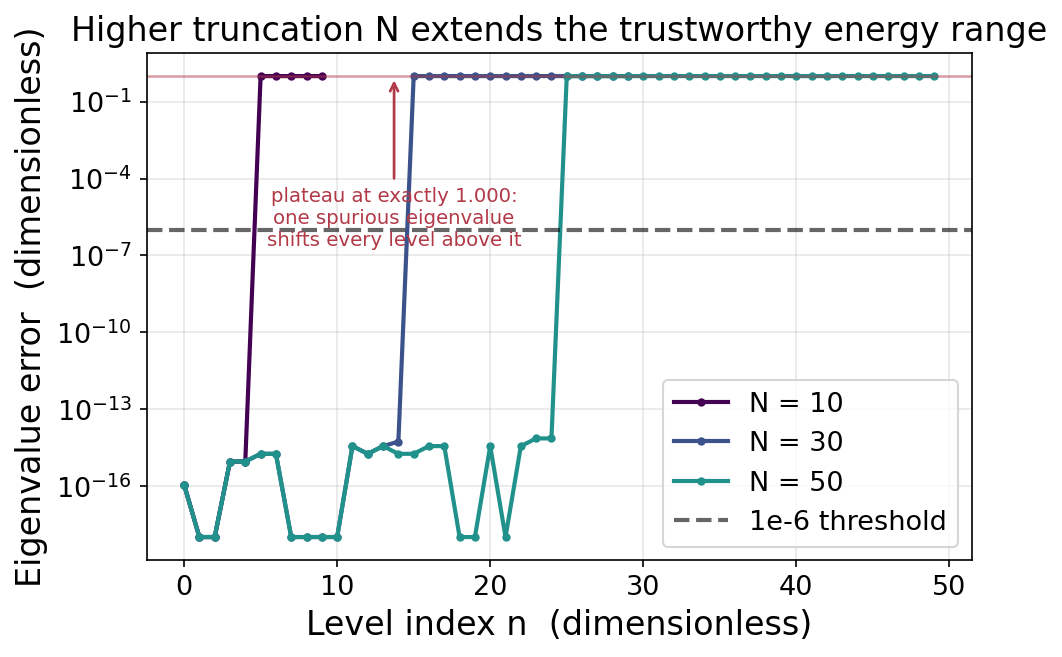 Higher truncation N extends the trustworthy energy range
Eigenvalue error  (dimensionless)
10⁻¹
10⁻⁴
10⁻⁷
10⁻¹⁰
10⁻¹³
10⁻¹⁶
plateau at exactly 1.000:
one spurious eigenvalue
shifts every level above it
N = 10
N = 30
N = 50
1e-6 threshold
0 10 20 30 40 50
Level index n  (dimensionless)